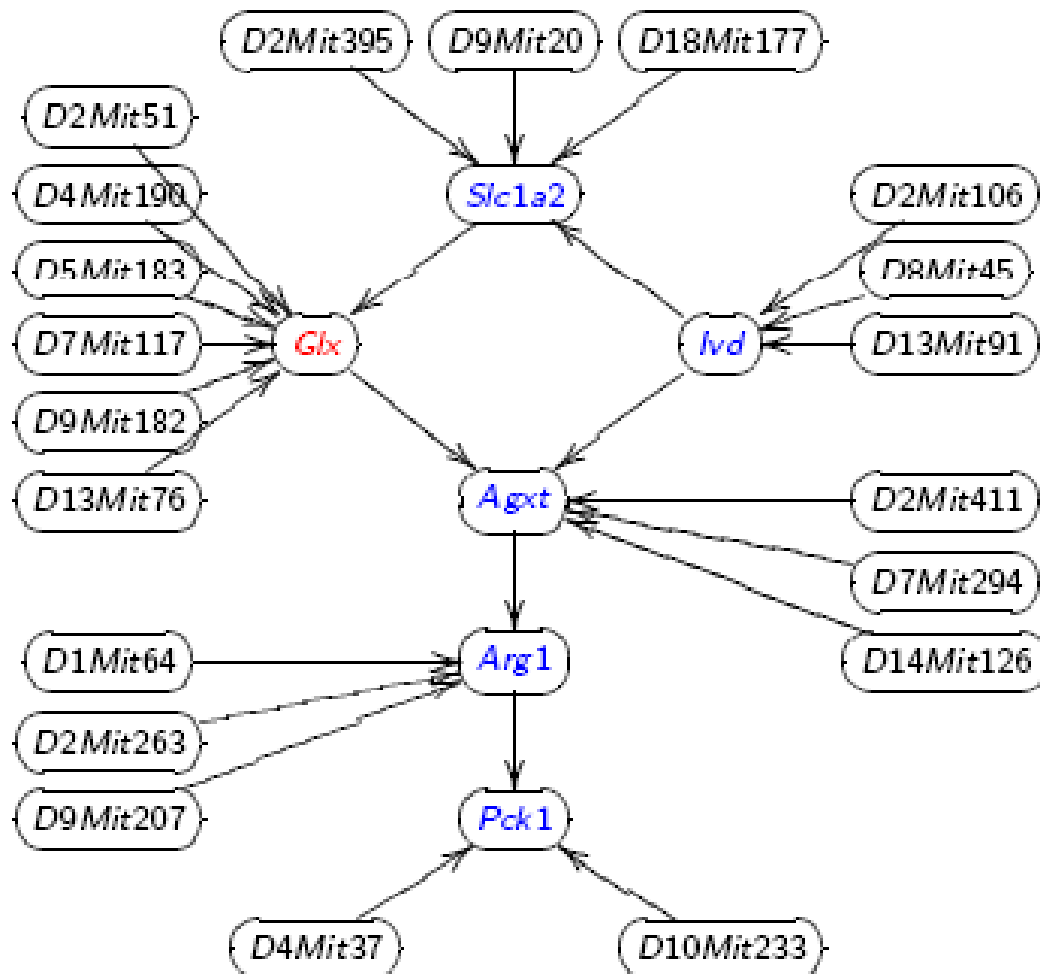 D2Mit395 D9Mit20 D18Mit177
D2Mit51
D4Mit190 Slc1a2 D2Mit106
D5Mit183 D8Mit45
D7Mit117 Glx Ivd D13Mit91
D9Mit182
D13Mit76 Agxt D2Mit411
D7Mit294
D1Mit64 Arg1 D14Mit126
D2Mit263
D9Mit207 Pck1
D4Mit37 D10Mit233